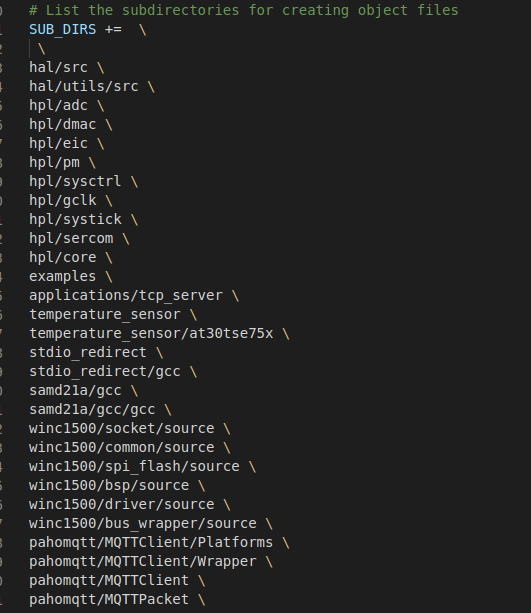 # List the subdirectories for creating object files
SUB_DIRS +=  \
 \
hal/src \
hal/utils/src \
hpl/adc \
hpl/dmac \
hpl/eic \
hpl/pm \
hpl/sysctrl \
hpl/gclk \
hpl/systick \
hpl/sercom \
hpl/core \
examples \
applications/tcp_server \
temperature_sensor \
temperature_sensor/at30tse75x \
stdio_redirect \
stdio_redirect/gcc \
samd21a/gcc \
samd21a/gcc/gcc \
winc1500/socket/source \
winc1500/common/source \
winc1500/spi_flash/source \
winc1500/bsp/source \
winc1500/driver/source \
winc1500/bus_wrapper/source \
pahomqtt/MQTTClient/Platforms \
pahomqtt/MQTTClient/Wrapper \
pahomqtt/MQTTClient \
pahomqtt/MQTTPacket \